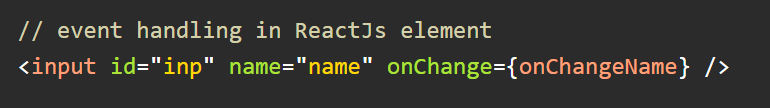 // event handling in ReactJs element
<input id="inp" name="name" onChange={onChangeName} />